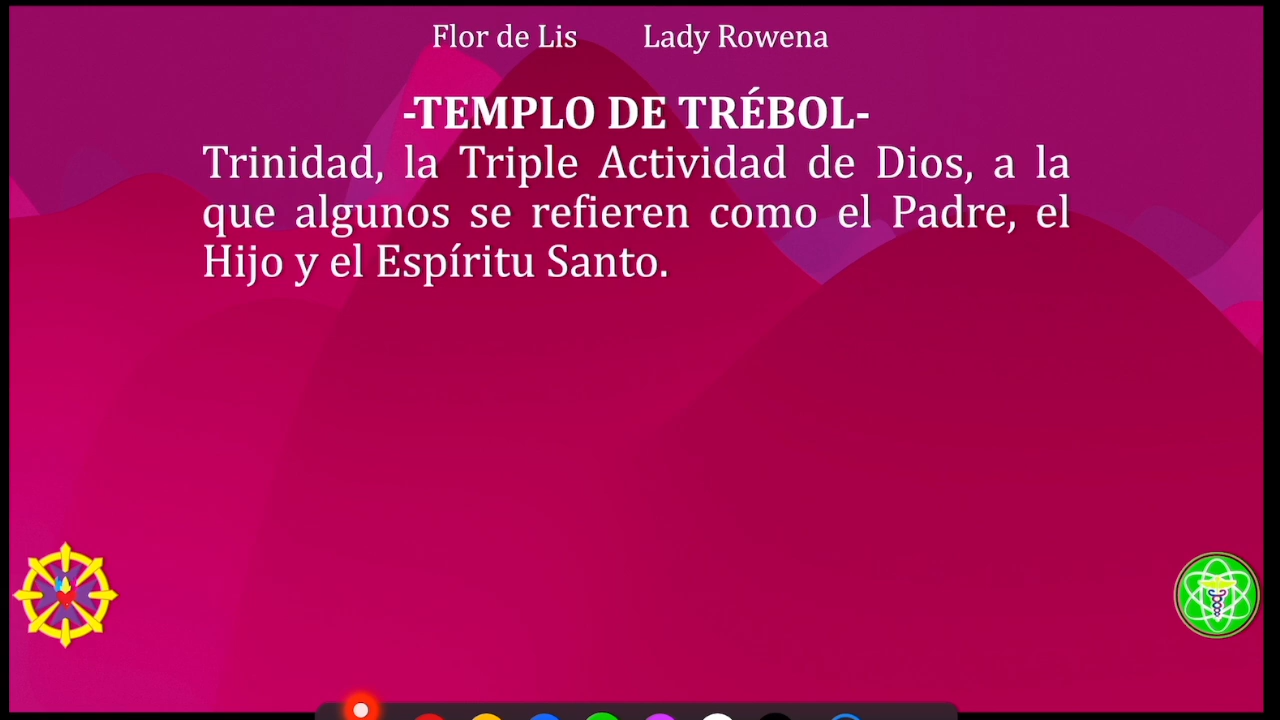 Flor de Lis Lady Rowena
-TEMPLO DE TRÉBOL-
Trinidad, la Triple Actividad de Dios, a la
que algunos se refieren como el Padre, el
Hijo y el Espíritu Santo.